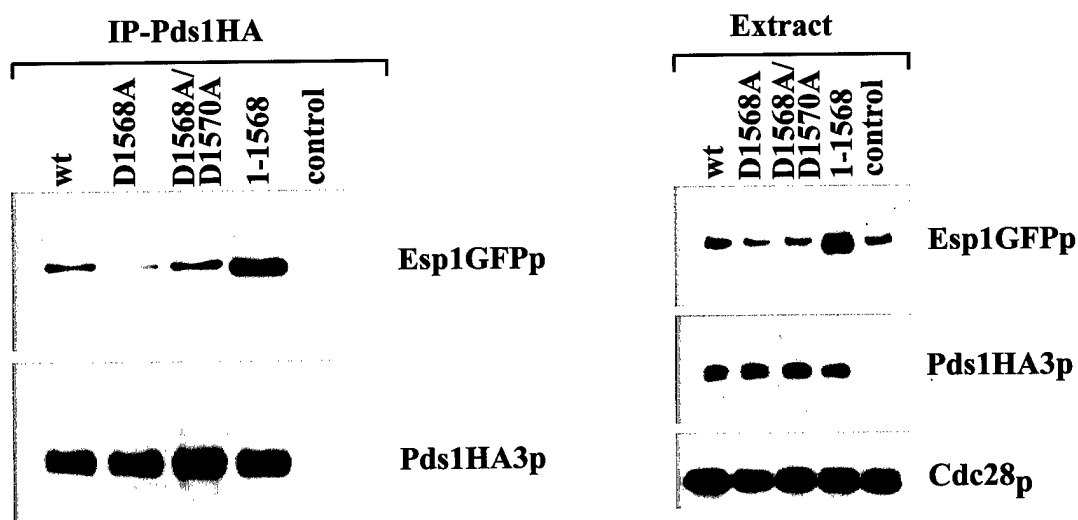 IP-Pds1HA
wt
D1568A
D1568A/
D1570A
1-1568
control
Esp1GFPp
Pds1HA3p
Extract
wt
D1568A
D1568A/
D1570A
1-1568
control
Esp1GFPp
Pds1HA3p
Cdc28p